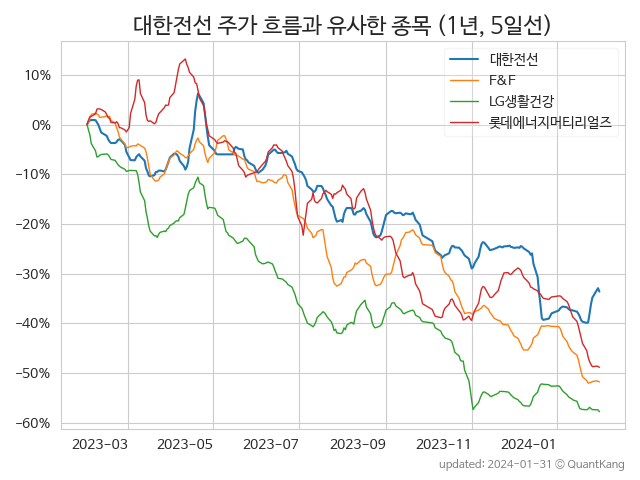 대한전선 주가 흐름과 유사한 종목 (1년, 5일선)
대한전선
F&F
LG생활건강
롯데에너지머티리얼즈
10%
0%
−10%
−20%
−30%
−40%
−50%
−60%
2023-03 2023-05 2023-07 2023-09 2023-11 2024-01
updated: 2024-01-31 © QuantKang